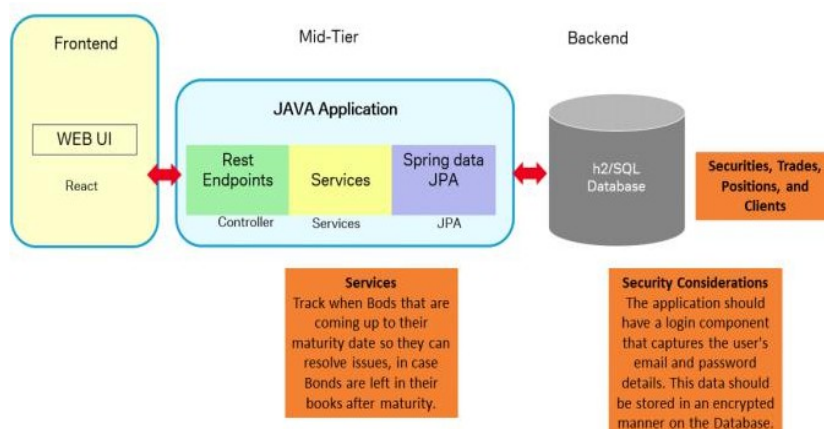 Frontend
Mid-Tier
Backend
JAVA Application
WEB UI
React
Rest
Endpoints
Services
Spring data
JPA
Controller
Services
JPA
h2/SQL
Database
Securities, Trades,
Positions, and
Clients
Services
Track when Bods that are
coming up to their
maturity date so they can
resolve issues, in case
Bonds are left in their
books after maturity.
Security Considerations
The application should
have a login component
that captures the user's
email and password
details. This data should
be stored in an encrypted
manner on the Database.